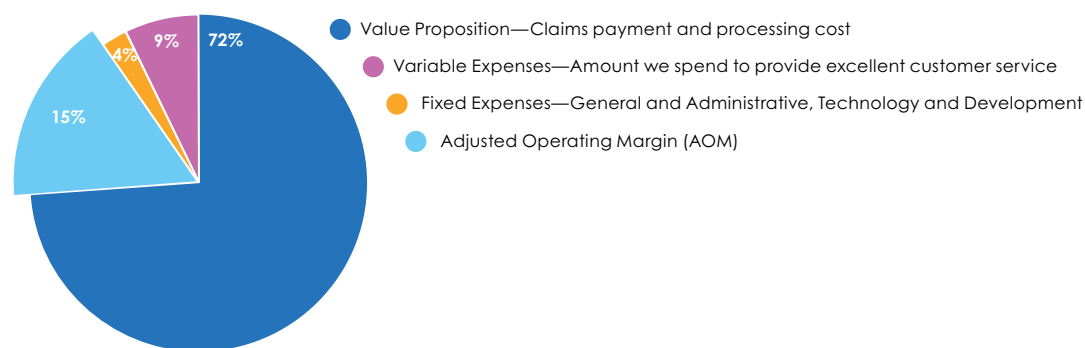 72%
9%
4%
15%
Value Proposition—Claims payment and processing cost
Variable Expenses—Amount we spend to provide excellent customer service
Fixed Expenses—General and Administrative, Technology and Development
Adjusted Operating Margin (AOM)